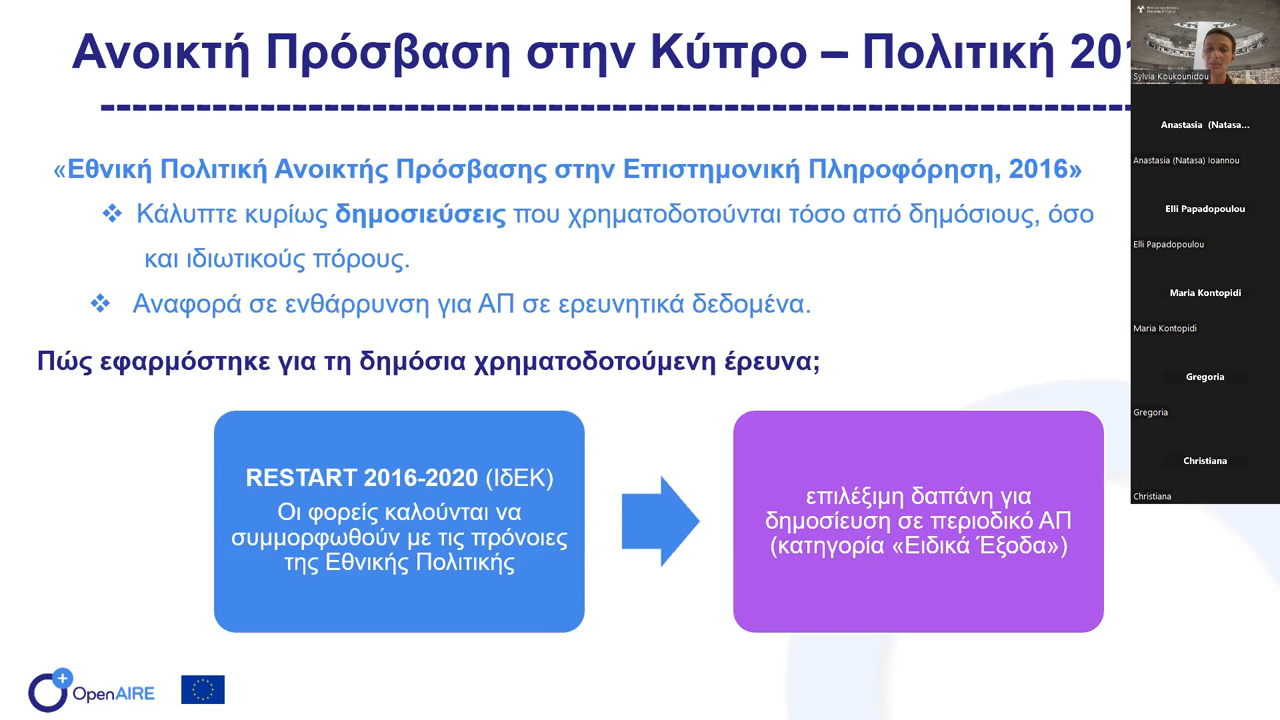 Ανοικτή Πρόσβαση στην Κύπρο – Πολιτική
«Εθνική Πολιτική Ανοικτής Πρόσβασης στην Επιστημονική Πληροφόρηση, 2016»
❖ Κάλυπτε κυρίως δημοσιεύσεις που χρηματοδοτούνται τόσο από δημόσιους, όσο
και ιδιωτικούς πόρους.
❖ Αναφορά σε ενθάρρυνση για ΑΠ σε ερευνητικά δεδομένα.
Πώς εφαρμόστηκε για τη δημόσια χρηματοδοτούμενη έρευνα;
RESTART 2016-2020 (ΙδΕΚ)
Οι φορείς καλούνται να
συμμορφωθούν με τις πρόνοιες
της Εθνικής Πολιτικής
επιλέξιμη δαπάνη για
δημοσίευση σε περιοδικό ΑΠ
(κατηγορία «Ειδικά Έξοδα»)
OpenAIRE
Sylvia Koukounidou
Anastasia (Natasa...
Anastasia (Natasa) Ioannou
Elli Papadopoulou
Elli Papadopoulou
Maria Kontopidi
Maria Kontopidi
Gregoria
Gregoria
Christiana
Christiana